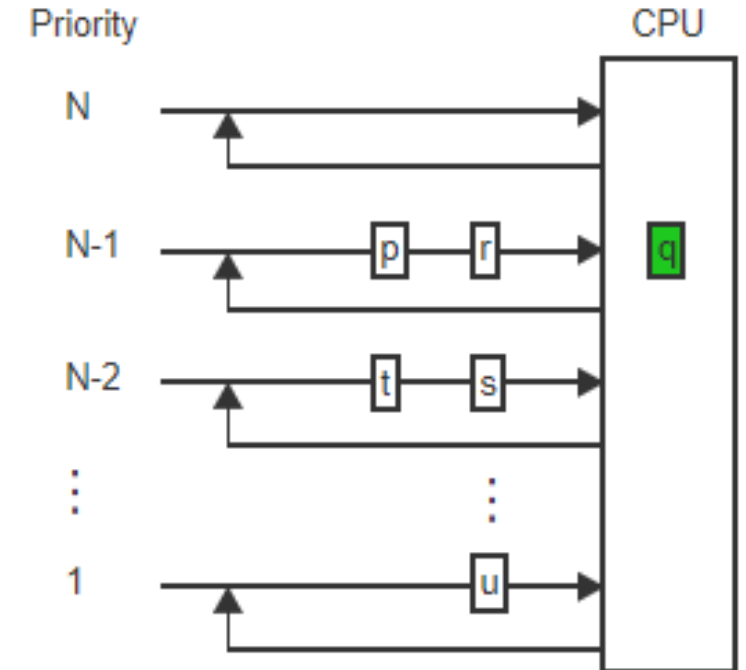 Priority CPU
N
N-1 p r q
N-2 t s
⋮ ⋮
1 u